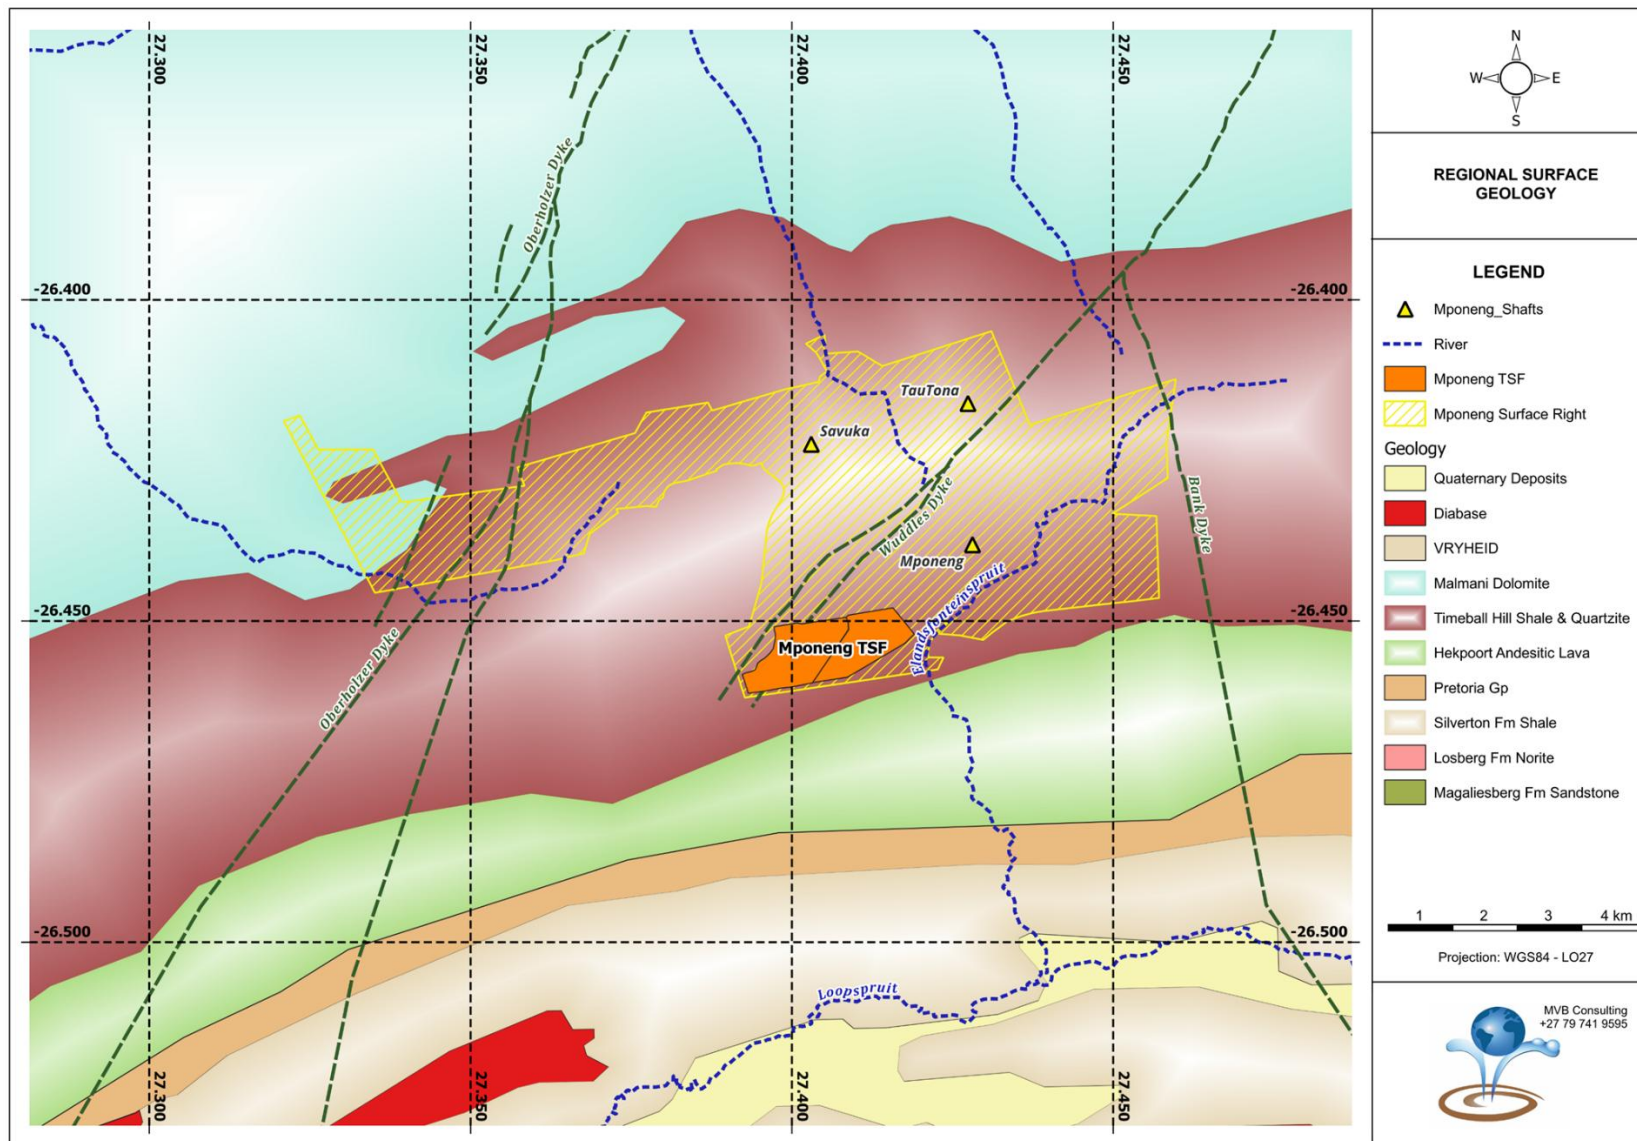 27.300
27.350
27.400
27.450
Oberholzer Dyke
-26.400
-26.400
TauTona
Savuka
Wuddles Dyke
Bank Dyke
Mponeng
Elandsfonteinspruit
-26.450
-26.450
Mponeng TSF
Oberholzer Dyke
-26.500
-26.500
Loopspruit
27.300
27.350
27.400
27.450
N
W
E
S
REGIONAL SURFACE
GEOLOGY
LEGEND
Mponeng_Shafts
River
Mponeng TSF
Mponeng Surface Right
Geology
Quaternary Deposits
Diabase
VRYHEID
Malmani Dolomite
Timeball Hill Shale & Quartzite
Hekpoort Andesitic Lava
Pretoria Gp
Silverton Fm Shale
Losberg Fm Norite
Magaliesberg Fm Sandstone
1 2 3 4 km
Projection: WGS84 - LO27
MVB Consulting
+27 79 741 9595